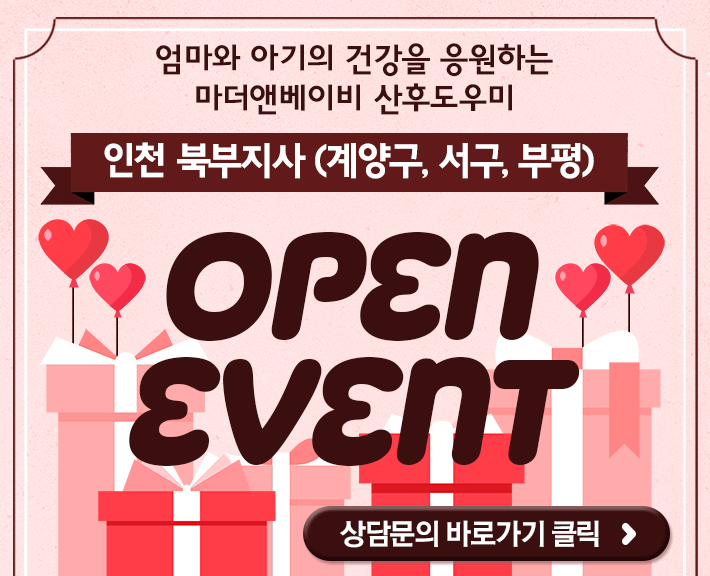 엄마와 아기의 건강을 응원하는
마더앤베이비 산후도우미
인천 북부지사 (계양구, 서구, 부평)
OPEN
EVENT
상담문의 바로가기 클릭